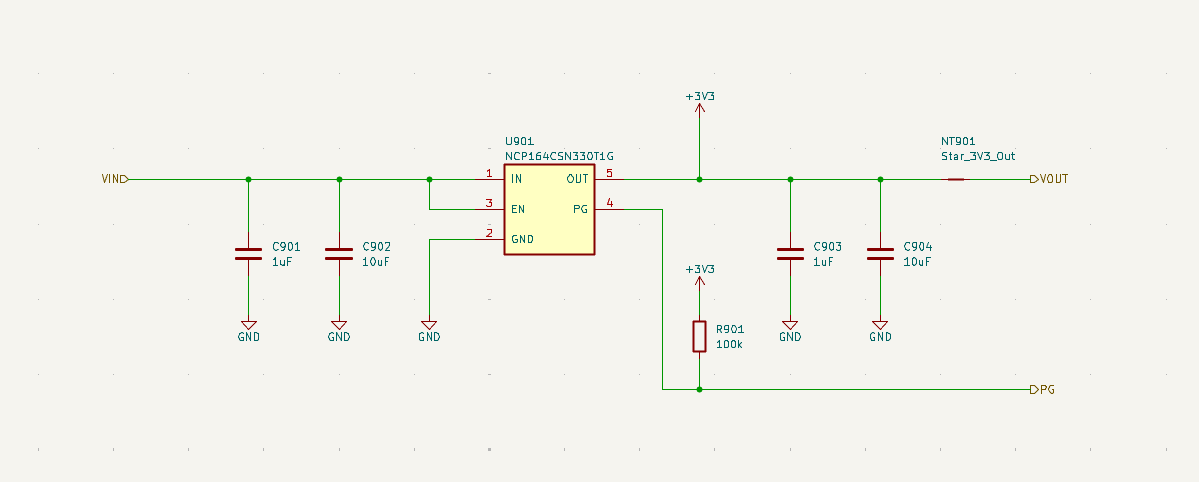 +3V3
U901
NCP164CSN330T1G
NT901
Star_3V3_Out
VIN
1
IN
OUT
5
VOUT
3
EN
PG
4
2
GND
C901
1uF
C902
10uF
C903
1uF
C904
10uF
+3V3
R901
100k
GND
GND
GND
GND
GND
PG